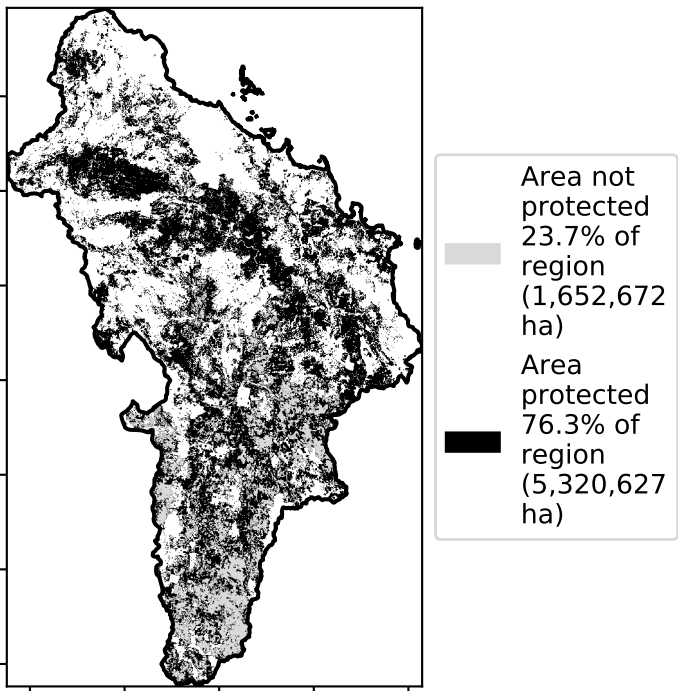 Area not
protected
23.7% of
region
(1,652,672
ha)
Area
protected
76.3% of
region
(5,320,627
ha)